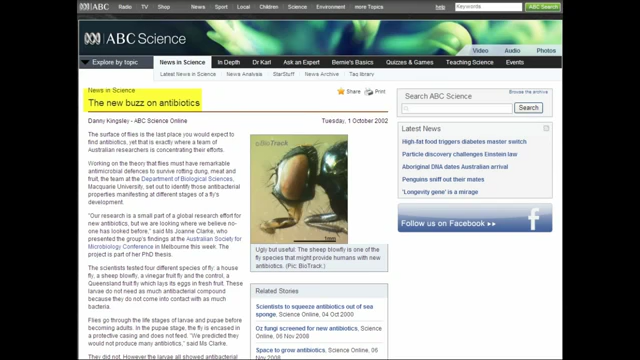 ABC Radio TV Shop News Sport Local Children Science Environment more Topics help Keywords ABC Search
ABC Science
Video Audio Photos
Explore by topic News in Science In Depth Dr Karl Ask an Expert Bernie's Basics Quizzes & Games Teaching Science Events
Latest News in Science News Analysis StarStuff News Archive Tag library
News in Science
The new buzz on antibiotics
Share Print
Danny Kingsley - ABC Science Online Tuesday, 1 October 2002
The surface of flies is the last place you would expect to
find antibiotics, yet that is exactly where a team of
Australian researchers is concentrating their efforts.
Working on the theory that flies must have remarkable
antimicrobial defences to survive rotting dung, meat and
fruit, the team at the Department of Biological Sciences,
Macquarie University, set out to identify those antibacterial
properties manifesting at different stages of a fly's
development.
"Our research is a small part of a global research effort for
new antibiotics, but we are looking where we believe no-
one has looked before," said Ms Joanne Clarke, who
presented the group's findings at the Australian Society for
Microbiology Conference in Melbourne this week. The
project is part of her PhD thesis.
The scientists tested four different species of fly: a house
fly, a sheep blowfly, a vinegar fruit fly and the control, a
Queensland fruit fly which lays its eggs in fresh fruit. These
larvae do not need as much antibacterial compound
because they do not come into contact with as much
bacteria.
Flies go through the life stages of larvae and pupae before
becoming adults. In the pupae stage, the fly is encased in
a protective casing and does not feed. "We predicted they
would not produce many antibiotics," said Ms Clarke.
They did not. However the larvae all showed antibacterial
BioTrack
1mm
Ugly but useful: The sheep blowfly is one of the
fly species that might provide humans with new
antibiotics. (Pic: BioTrack)
Related Stories
Scientists to squeeze antibiotics out of sea
sponge, Science Online, 04 Oct 2000
Oz fungi screened for new antibiotics, Science
Online, 06 Nov 2008
Space to grow antibiotics, Science Online, 06
Search ABC Science Browse the archive
Search
Latest News
High-fat food triggers diabetes master switch
Particle discovery challenges Einstein law
Aboriginal DNA dates Australian arrival
Penguins sniff out their mates
'Longevity gene' is a mirage
Follow us on Facebook